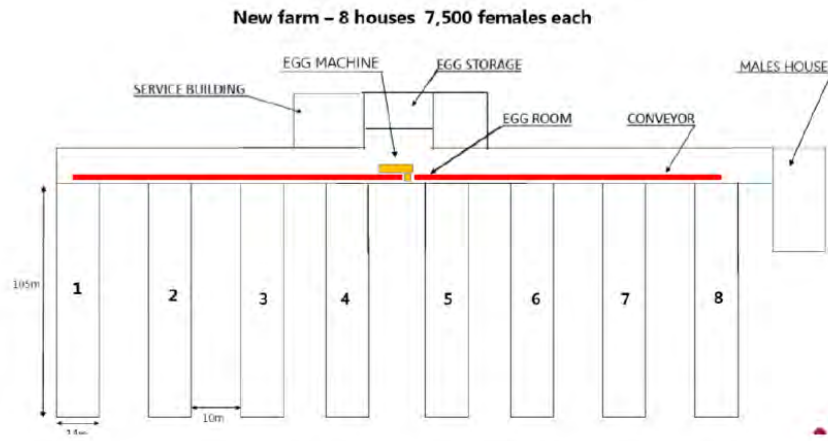 New farm – 8 houses 7,500 females each
EGG MACHINE
EGG STORAGE
MALES HOUSE
SERVICE BUILDING
EGG ROOM
CONVEYOR
105m
1
2
3
4
5
6
7
8
10m
14m